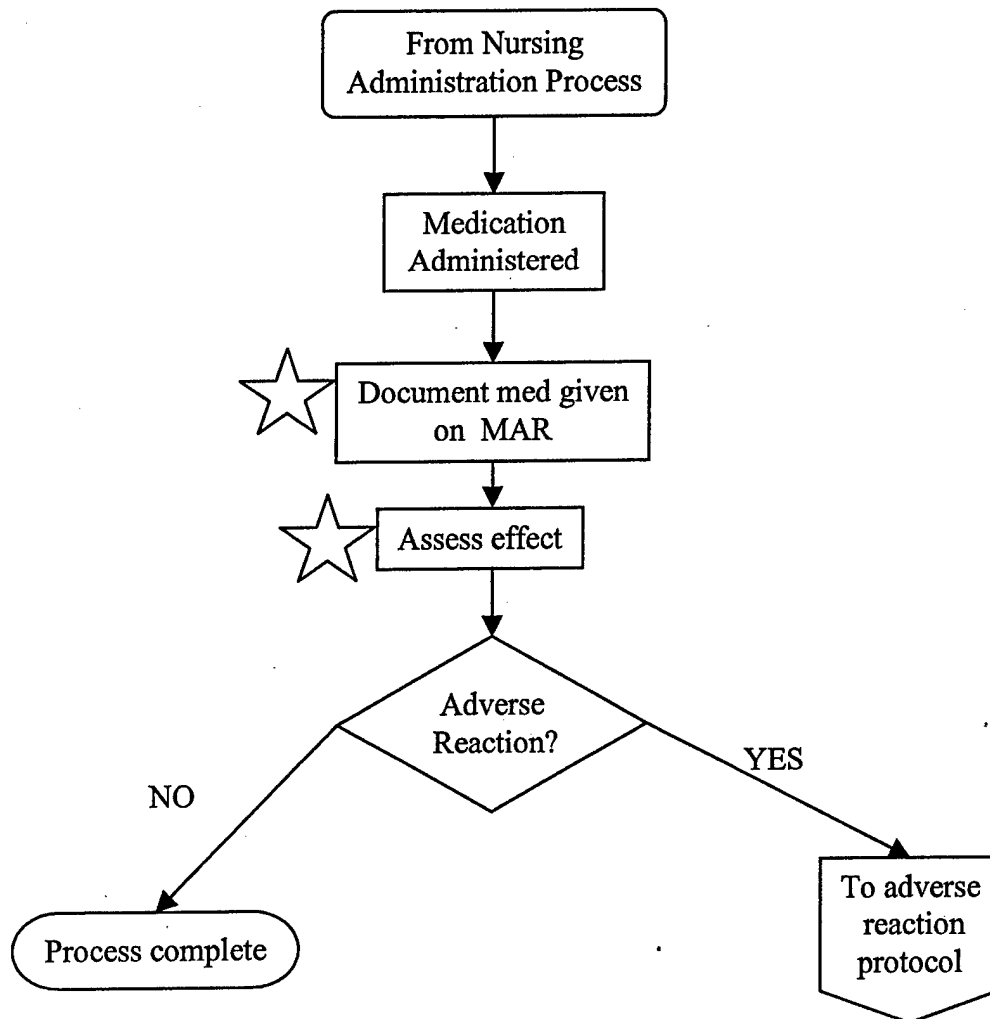 From Nursing
Administration Process
Medication
Administered
Document med given
on MAR
Assess effect
Adverse
Reaction?
NO
YES
Process complete
To adverse
reaction
protocol